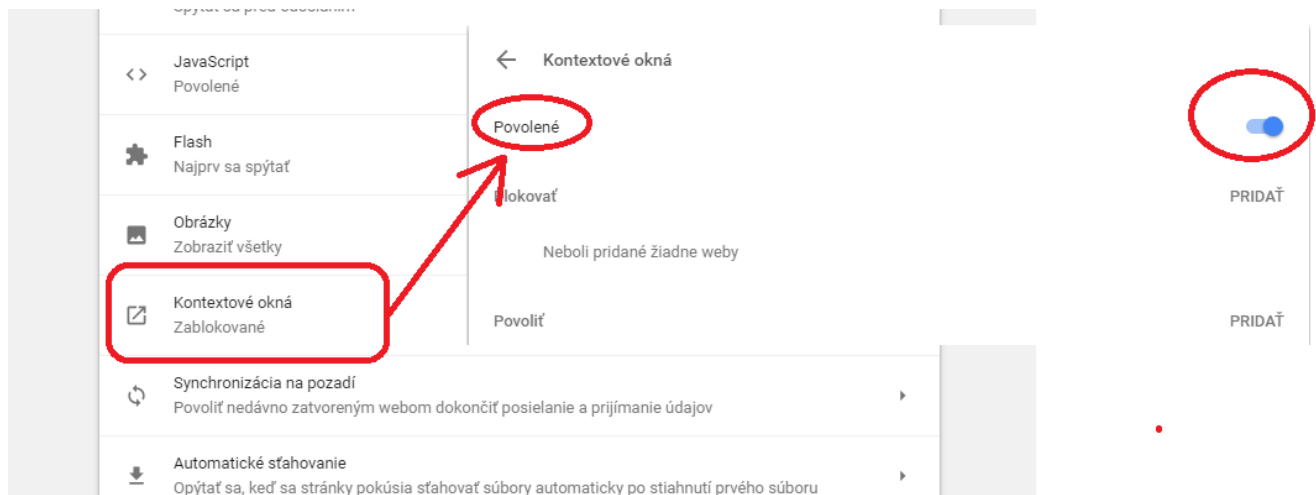 Spýtať sa pred odoslaním
JavaScript
Povolené
Flash
Najprv sa spýtať
Obrázky
Zobraziť všetky
Kontextové okná
Zablokované
Kontextové okná
Povolené
Blokovať
PRIDAŤ
Neboli pridané žiadne weby
Povoliť
PRIDAŤ
Synchronizácia na pozadí
Povoliť nedávno zatvoreným webom dokončiť posielanie a prijímanie údajov
Automatické sťahovanie
Opýtať sa, keď sa stránky pokúsia sťahovať súbory automaticky po stiahnutí prvého súboru